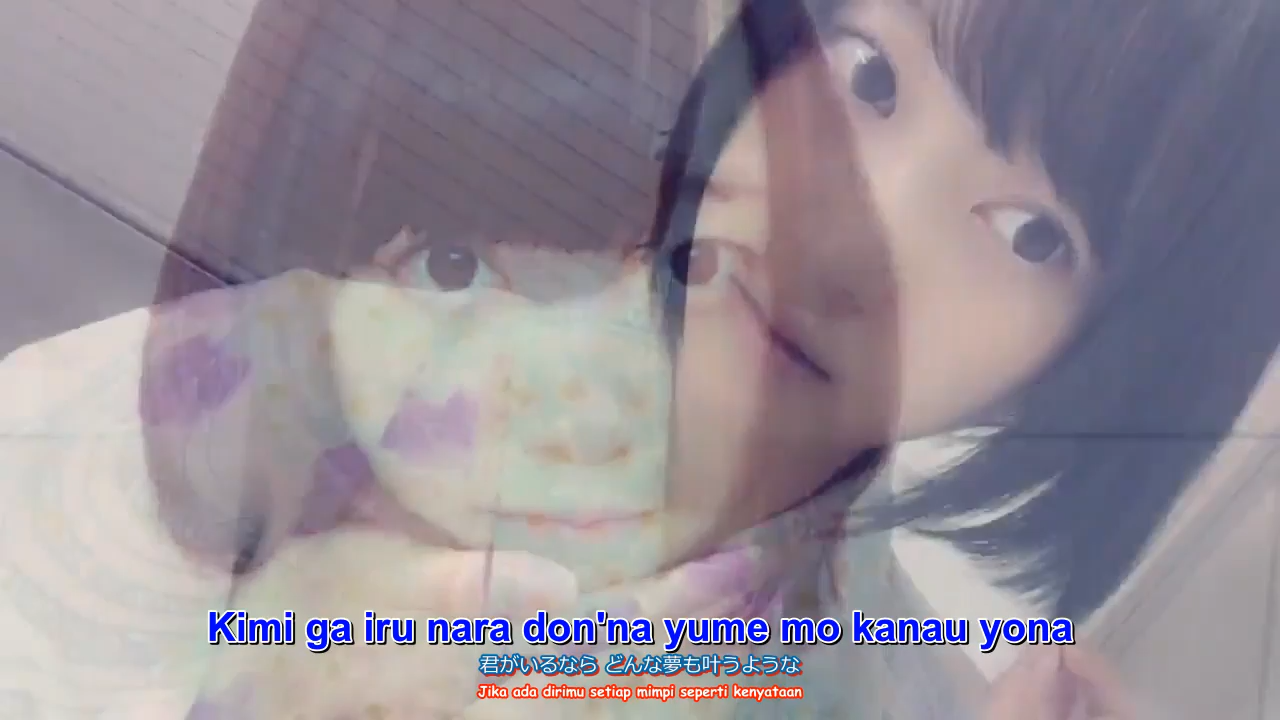 Kimi ga iru nara don'na yume mo kanau yona
君がいるなら どんな夢も叶うような
Jika ada dirimu setiap mimpi seperti kenyataan